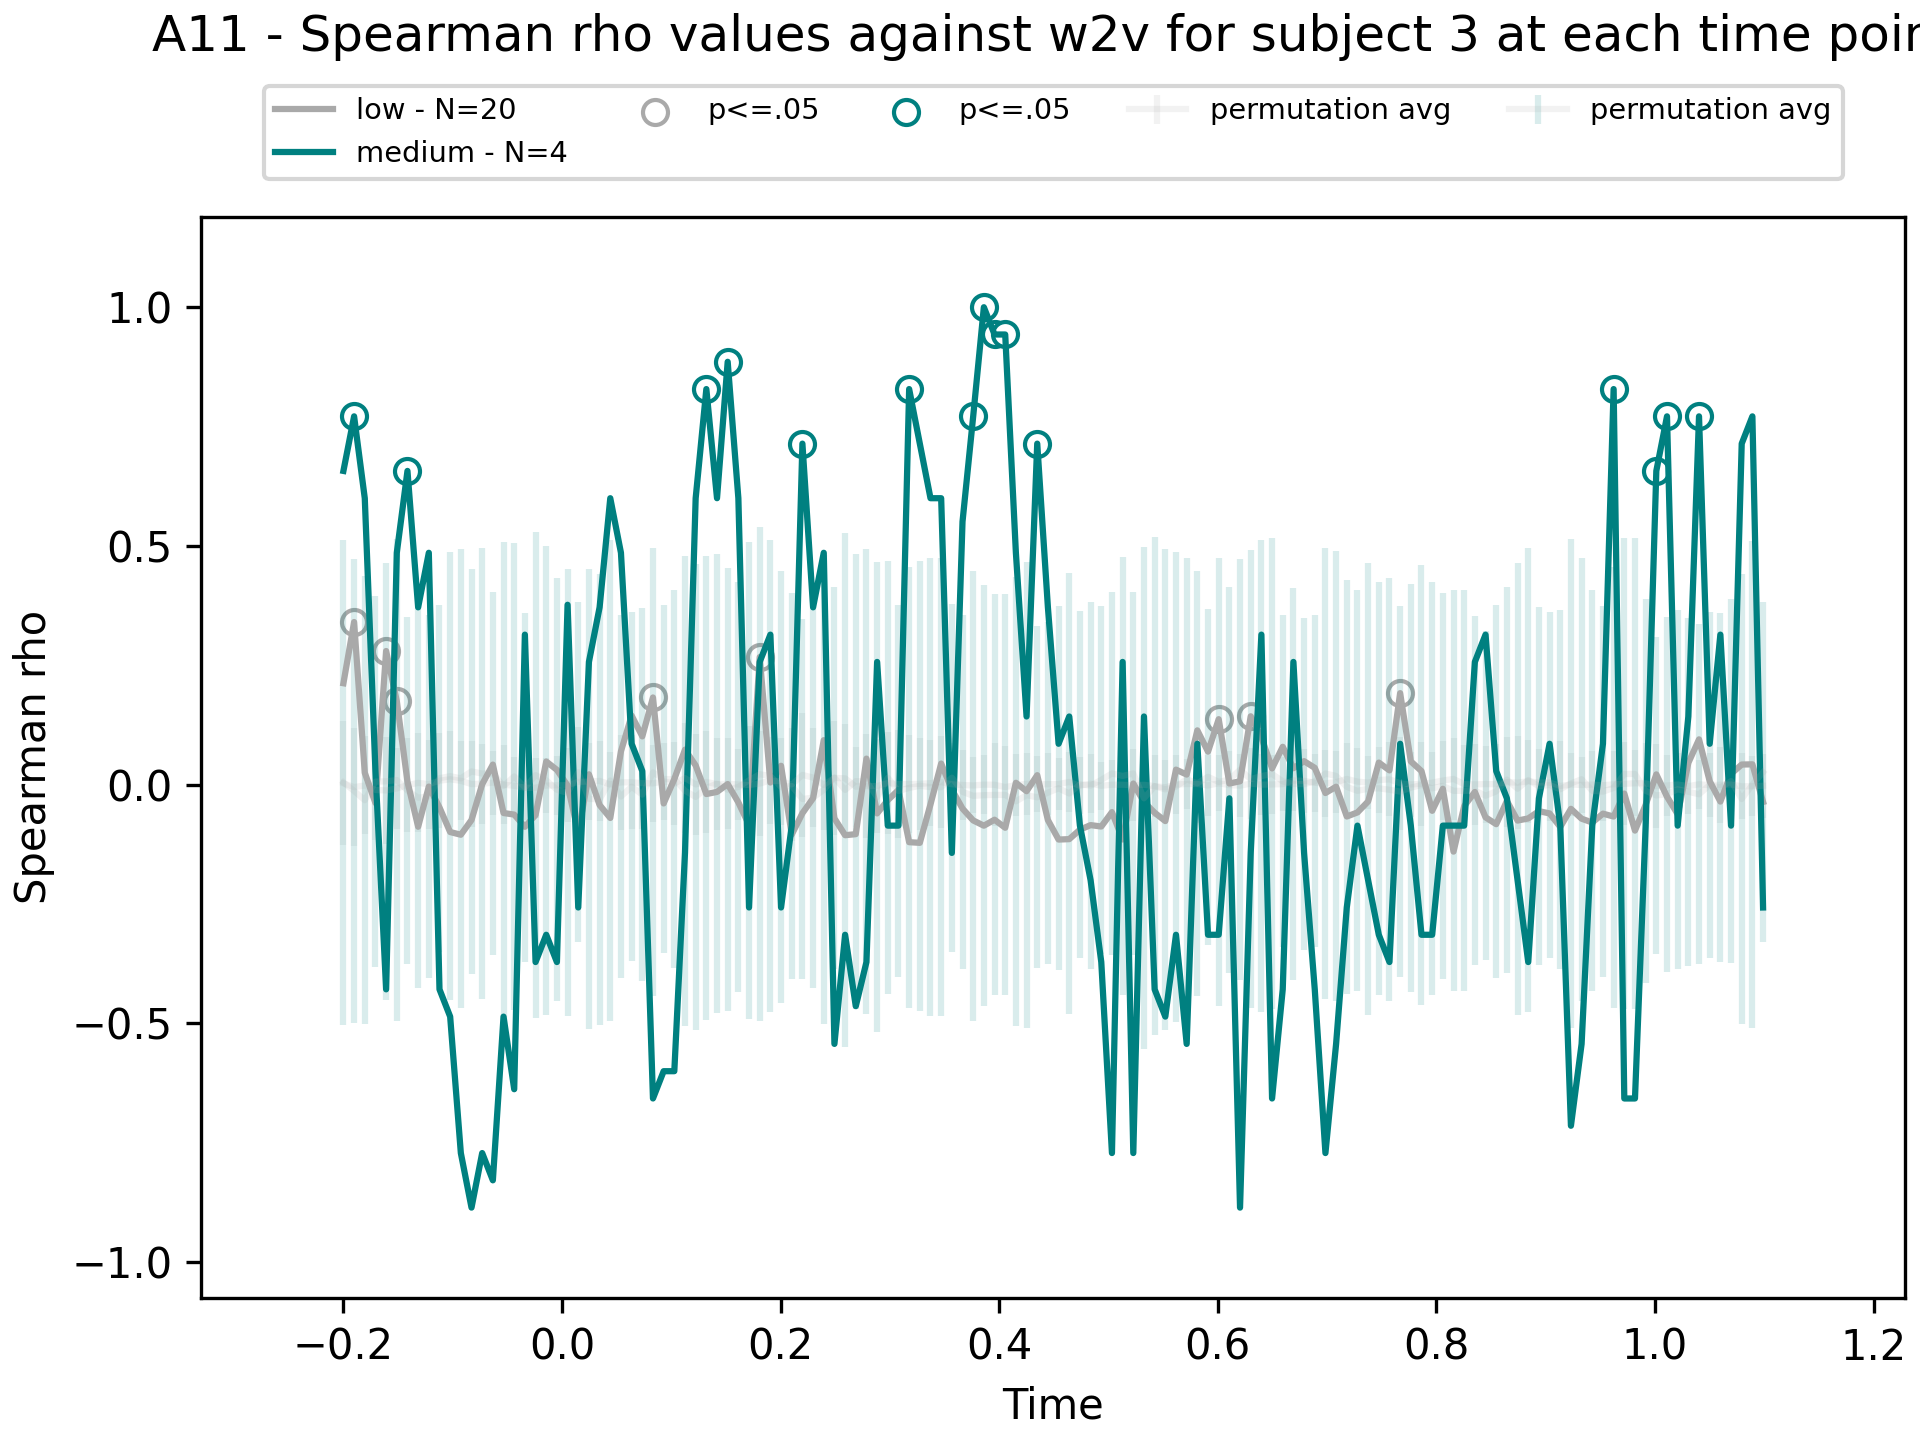 A11 - Spearman rho values against w2v for subject 3 at each time poin
low - N=20
medium - N=4
p<=.05
p<=.05
permutation avg
permutation avg
Spearman rho
1.0
0.5
0.0
−0.5
−1.0
−0.2 0.0 0.2 0.4 0.6 0.8 1.0 1.2
Time